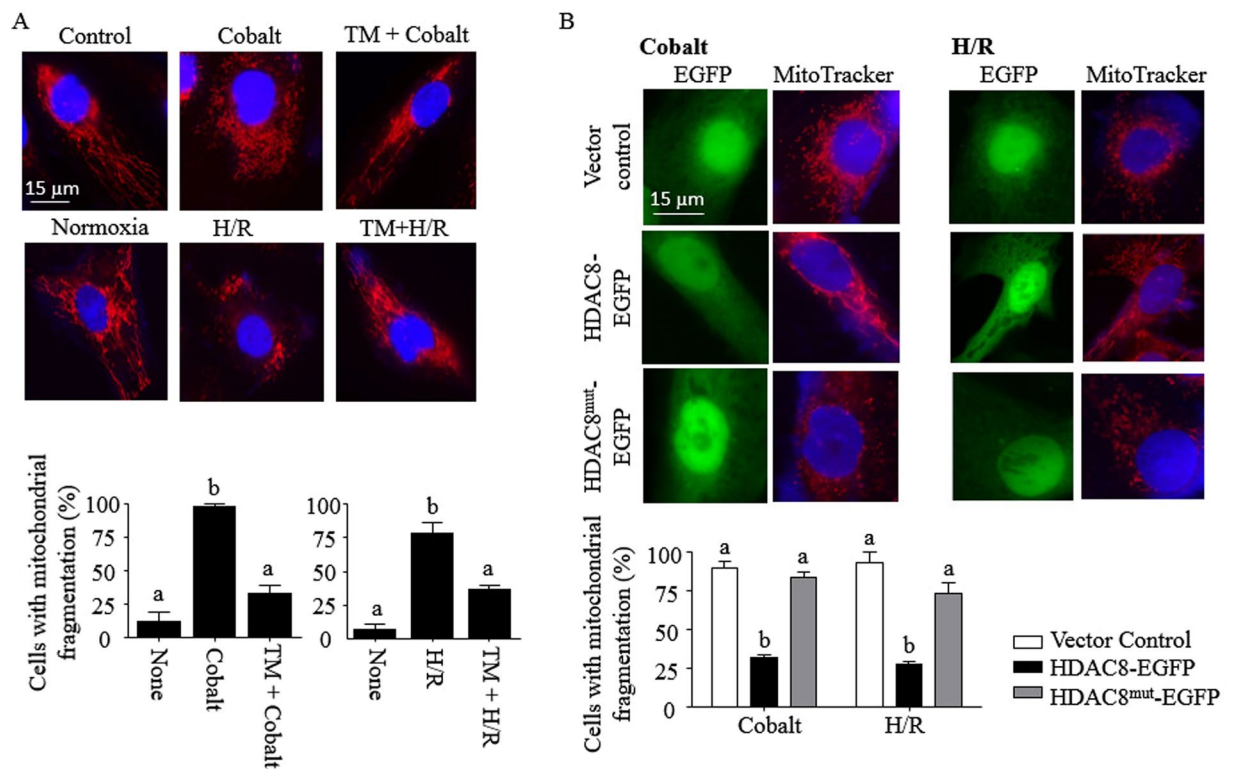 A
Control Cobalt TM + Cobalt
15 µm
Normoxia H/R TM+H/R
Cells with mitochondrial fragmentation (%)
100
75
50
25
0
a b a
None Cobalt TM + Cobalt
100
75
50
25
0
a b a
None H/R TM + H/R
B
Cobalt H/R
EGFP MitoTracker EGFP MitoTracker
Vector control
15 µm
HDAC8-EGFP
HDAC8mut-EGFP
Cells with mitochondrial fragmentation (%)
100
75
50
25
0
a b a a b a
Cobalt H/R
Vector Control
HDAC8-EGFP
HDAC8mut-EGFP